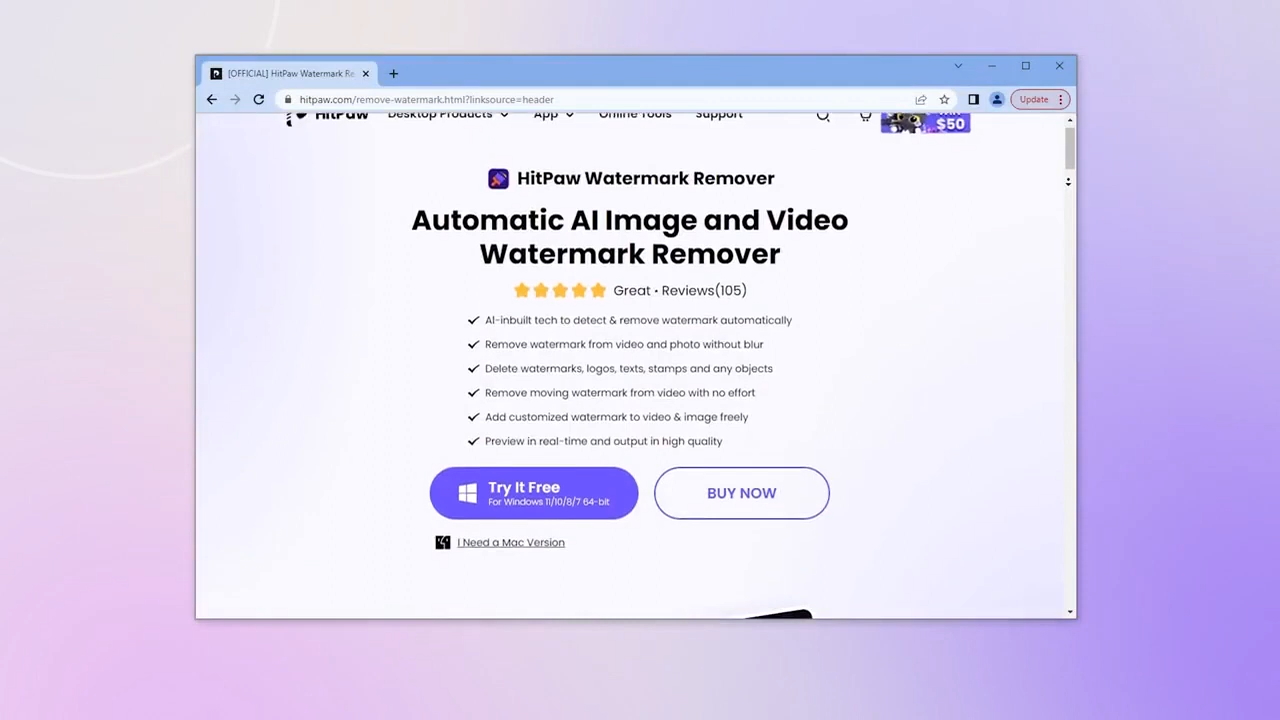 [OFFICIAL] HitPaw Watermark Re
Update
hitpaw.com/remove-watermark.html?linksource=header
HitPaw
Desktop Products
App
Online Tools
Support
$50
HitPaw Watermark Remover
Automatic AI Image and Video
Watermark Remover
Great • Reviews(105)
AI-inbuilt tech to detect & remove watermark automatically
Remove watermark from video and photo without blur
Delete watermarks, logos, texts, stamps and any objects
Remove moving watermark from video with no effort
Add customized watermark to video & image freely
Preview in real-time and output in high quality
Try It Free
For Windows 11/10/8/7 64-bit
BUY NOW
I Need a Mac Version